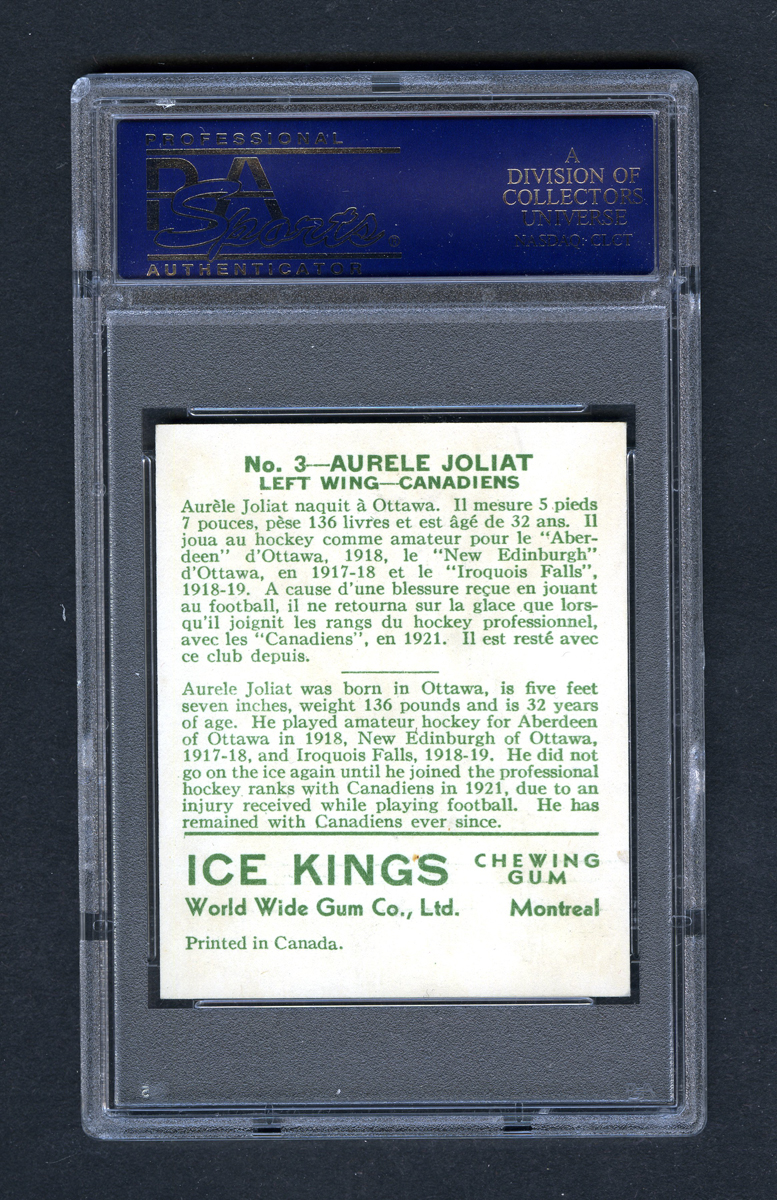 PROFESSIONAL
PSA
Sports®
AUTHENTICATOR
A
DIVISION OF
COLLECTORS
UNIVERSE
NASDAQ: CLCT
No. 3—AURELE JOLIAT
LEFT WING—CANADIENS
Aurèle Joliat naquit à Ottawa. Il mesure 5 pieds
7 pouces, pèse 136 livres et est âgé de 32 ans. Il
joua au hockey comme amateur pour le “Aber-
deen” d'Ottawa, 1918, le “New Edinburgh”
d'Ottawa, en 1917-18 et le “Iroquois Falls”,
1918-19. A cause d'une blessure reçue en jouant
au football, il ne retourna sur la glace que lors-
qu'il joignit les rangs du hockey professionnel,
avec les “Canadiens”, en 1921. Il est resté avec
ce club depuis.
Aurele Joliat was born in Ottawa, is five feet
seven inches, weight 136 pounds and is 32 years
of age. He played amateur hockey for Aberdeen
of Ottawa in 1918, New Edinburgh of Ottawa,
1917-18, and Iroquois Falls, 1918-19. He did not
go on the ice again until he joined the professional
hockey ranks with Canadiens in 1921, due to an
injury received while playing football. He has
remained with Canadiens ever since.
ICE KINGS CHEWING GUM
World Wide Gum Co., Ltd. Montreal
Printed in Canada.